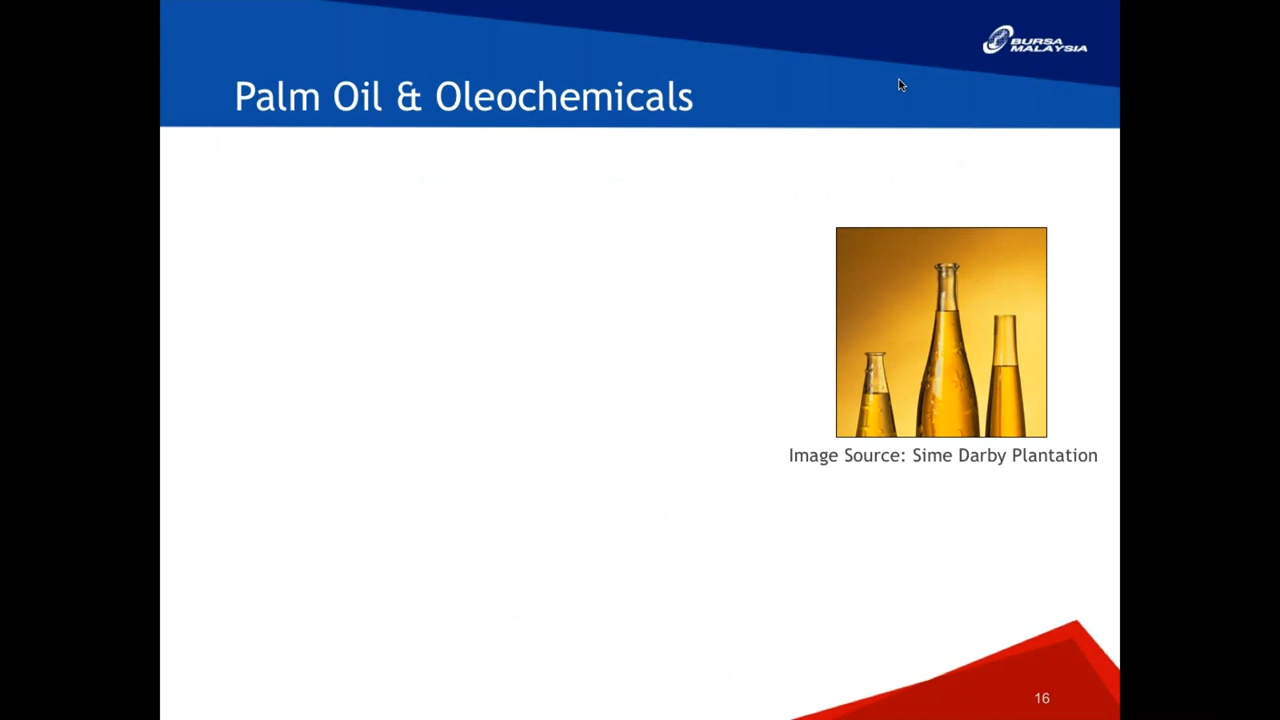 BURSA
MALAYSIA
Palm Oil & Oleochemicals
Image Source: Sime Darby Plantation
16